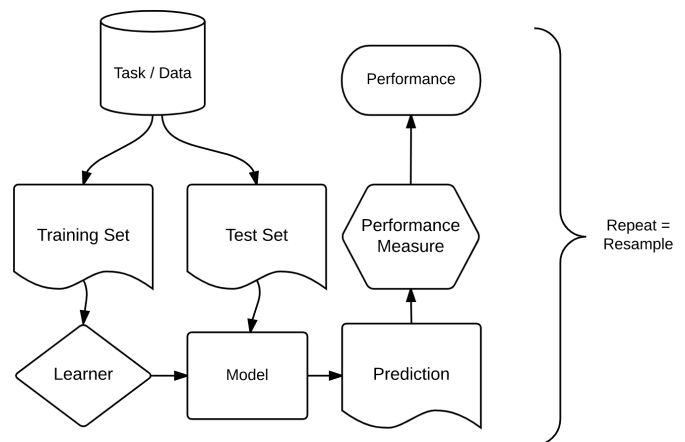 Task / Data
Performance
Training Set
Test Set
Performance
Measure
Repeat =
Resample
Learner
Model
Prediction